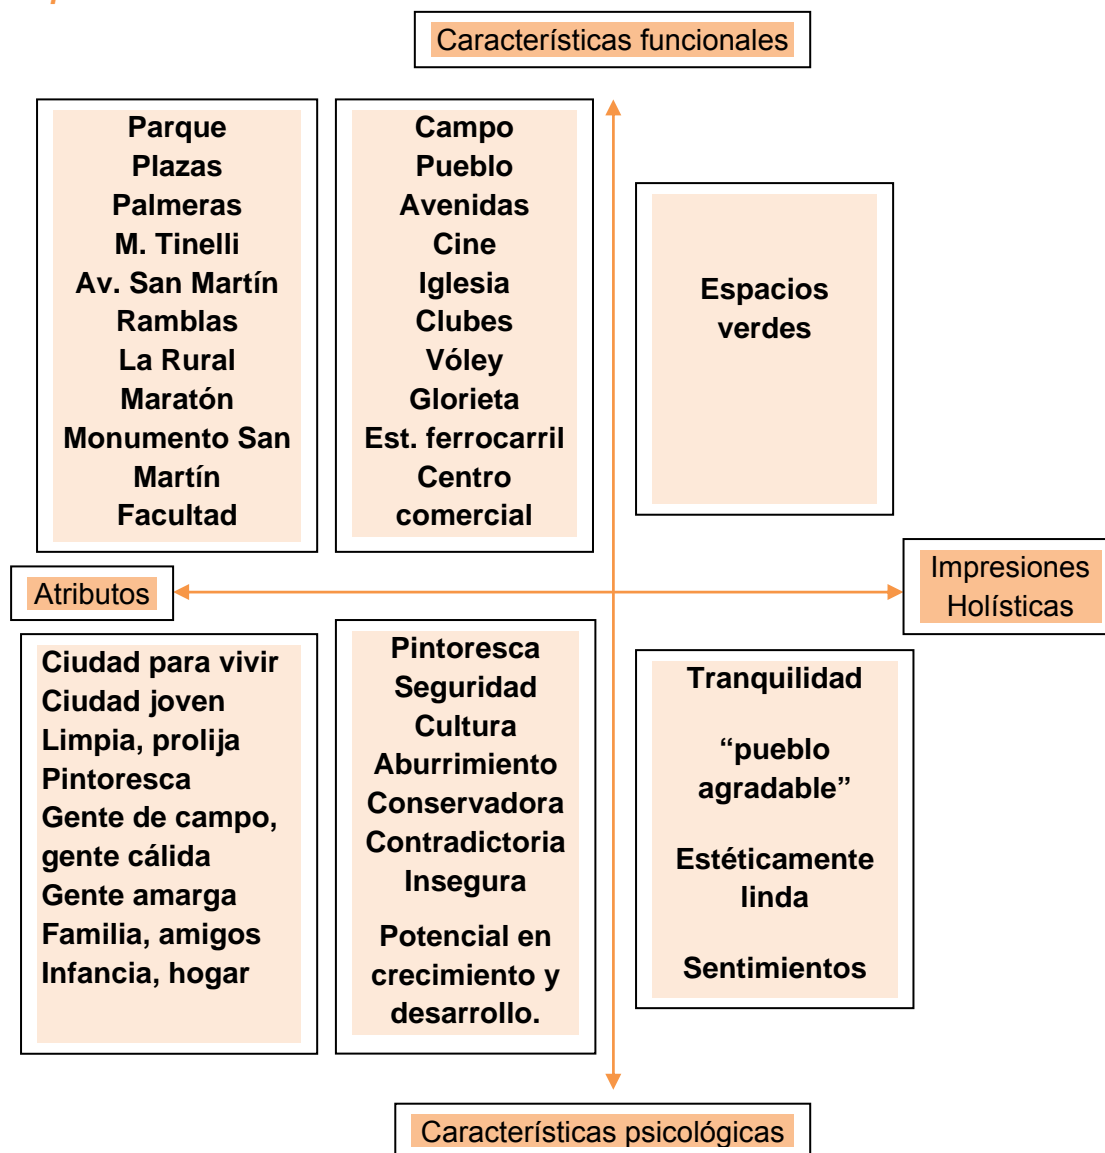 Características funcionales
Parque
Plazas
Palmeras
M. Tinelli
Av. San Martín
Ramblas
La Rural
Maratón
Monumento San
Martín
Facultad
Campo
Pueblo
Avenidas
Cine
Iglesia
Clubes
Vóley
Glorieta
Est. ferrocarril
Centro
comercial
Espacios
verdes
Atributos
Impresiones
Holísticas
Ciudad para vivir
Ciudad joven
Limpia, prolija
Pintoresca
Gente de campo,
gente cálida
Gente amarga
Familia, amigos
Infancia, hogar
Pintoresca
Seguridad
Cultura
Aburrimiento
Conservadora
Contradictoria
Insegura
Potencial en
crecimiento y
desarrollo.
Tranquilidad
“pueblo
agradable”
Estéticamente
linda
Sentimientos
Características psicológicas